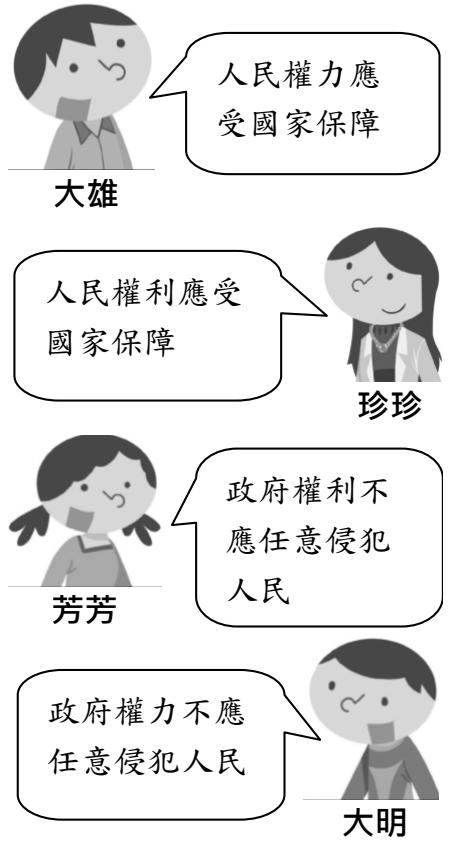 人民權力應
受國家保障
大雄
人民權利應受
國家保障
珍珍
政府權利不
應任意侵犯
人民
芳芳
政府權力不應
任意侵犯人民
大明